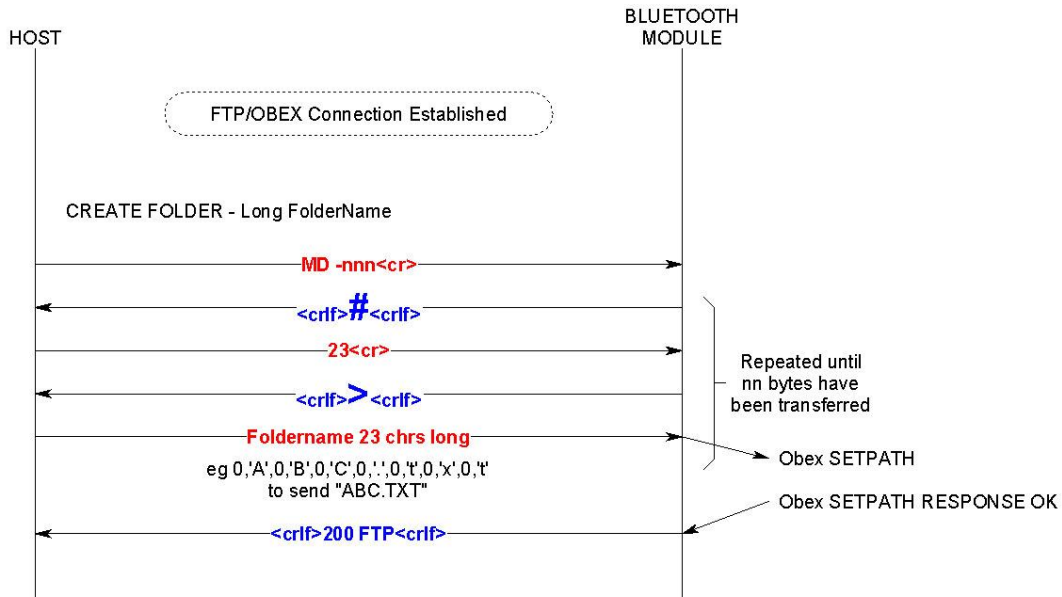 HOST
BLUETOOTH
MODULE
FTP/OBEX Connection Established
CREATE FOLDER - Long FolderName
MD -nnn<cr>
<crlf>#<crlf>
23<cr>
<crlf>><crlf>
Repeated until
nn bytes have
been transferred
Foldername 23 chrs long
Obex SETPATH
eg 0,'A',0,'B',0,'C',0,'.',0,'t',0,'x',0,'t'
to send "ABC.TXT"
Obex SETPATH RESPONSE OK
<crlf>200 FTP<crlf>